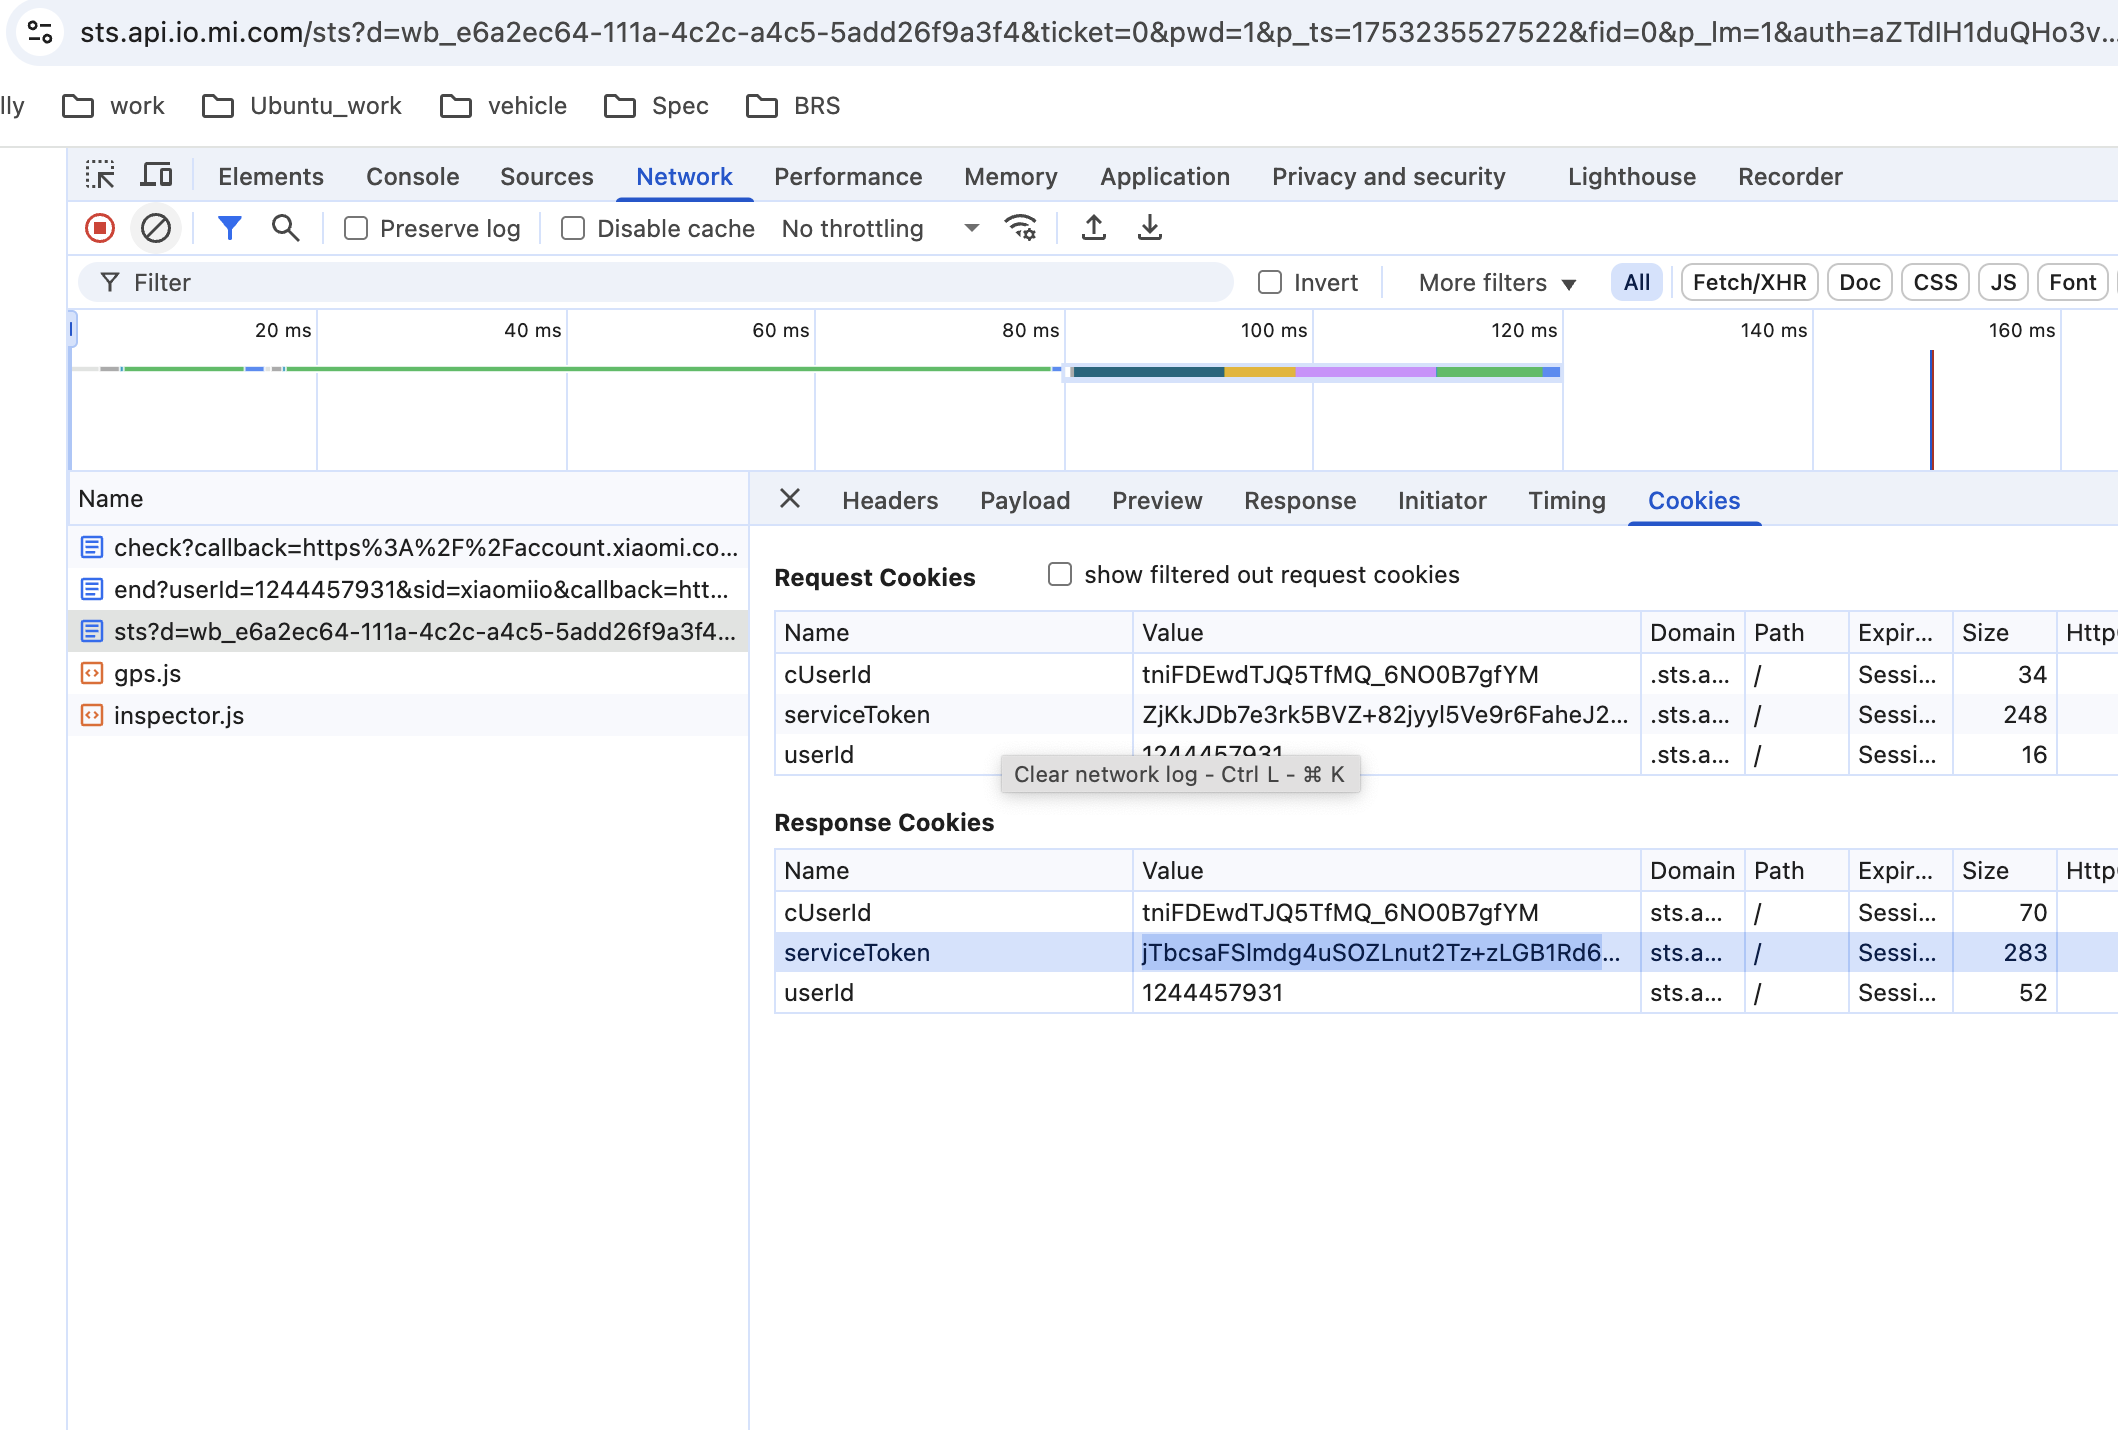 sts.api.io.mi.com/sts?d=wb_e6a2ec64-111a-4c2c-a4c5-5add26f9a3f4&ticket=0&pwd=1&p_ts=1753235527522&fid=0&p_lm=1&auth=aZTdIH1duQHo3v...
lly work Ubuntu_work vehicle Spec BRS
Elements Console Sources Network Performance Memory Application Privacy and security Lighthouse Recorder
Preserve log Disable cache No throttling
Filter Invert More filters All Fetch/XHR Doc CSS JS Font
20 ms 40 ms 60 ms 80 ms 100 ms 120 ms 140 ms 160 ms
Name
check?callback=https%3A%2F%2Faccount.xiaomi.co...
end?userId=1244457931&sid=xiaomiio&callback=htt...
sts?d=wb_e6a2ec64-111a-4c2c-a4c5-5add26f9a3f4...
gps.js
inspector.js
Headers Payload Preview Response Initiator Timing Cookies
Request Cookies show filtered out request cookies
Name Value Domain Path Expir... Size Http
cUserId tniFDEwdTJQ5TfMQ_6NO0B7gfYM .sts.a... / Sessi... 34
serviceToken ZjKkJDb7e3rk5BVZ+82jyyl5Ve9r6FaheJ2... .sts.a... / Sessi... 248
userId 1244457931 .sts.a... / Sessi... 16
Clear network log - Ctrl L - ⌘ K
Response Cookies
Name Value Domain Path Expir... Size Http
cUserId tniFDEwdTJQ5TfMQ_6NO0B7gfYM sts.a... / Sessi... 70
serviceToken jTbcsaFSlmdg4uSOZLnut2Tz+zLGB1Rd6... sts.a... / Sessi... 283
userId 1244457931 sts.a... / Sessi... 52